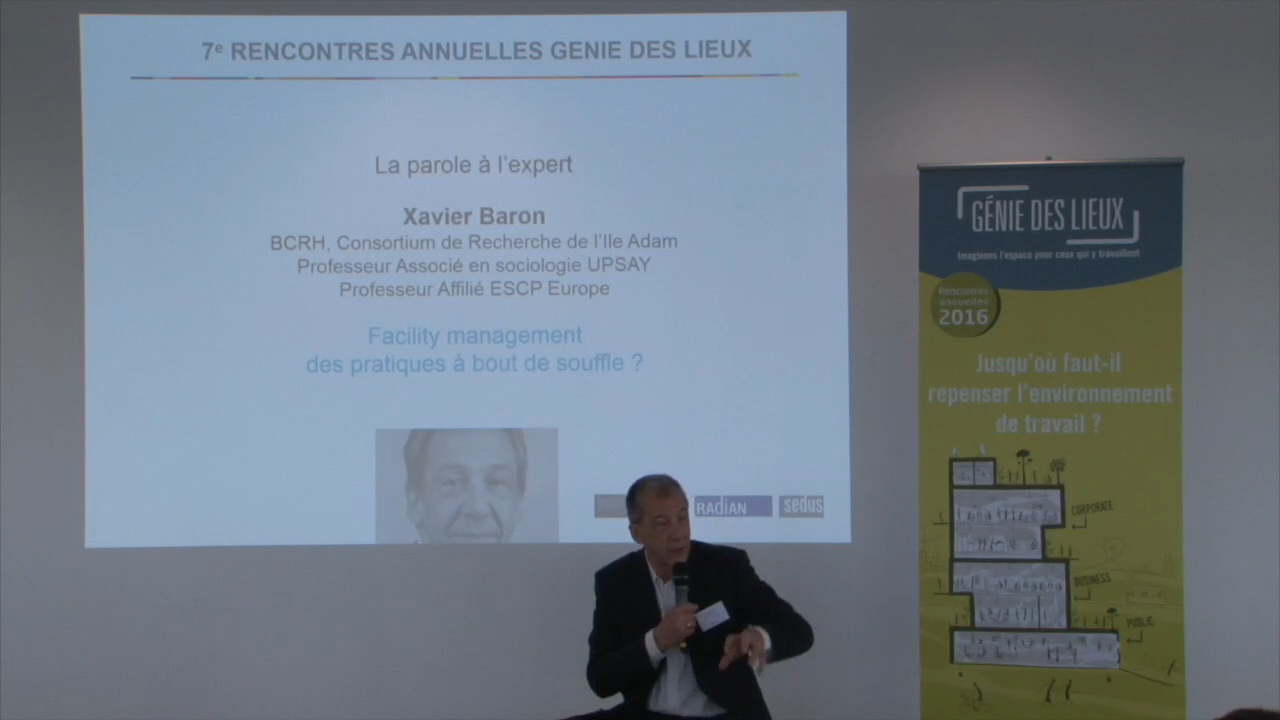 7e RENCONTRES ANNUELLES GENIE DES LIEUX
La parole à l'expert
Xavier Baron
BCRH, Consortium de Recherche de l'Ile Adam
Professeur Associé en sociologie UPSAY
Professeur Affilié ESCP Europe
Facility management
des pratiques à bout de souffle ?
RADIAN
sedus
GÉNIE DES LIEUX
Imaginons l'espace pour ceux qui y travaillent
Rencontres
annuelles
2016
Jusqu'où faut-il
repenser l'environnement
de travail ?
CORPORATE
BUSINESS
PUBLIC